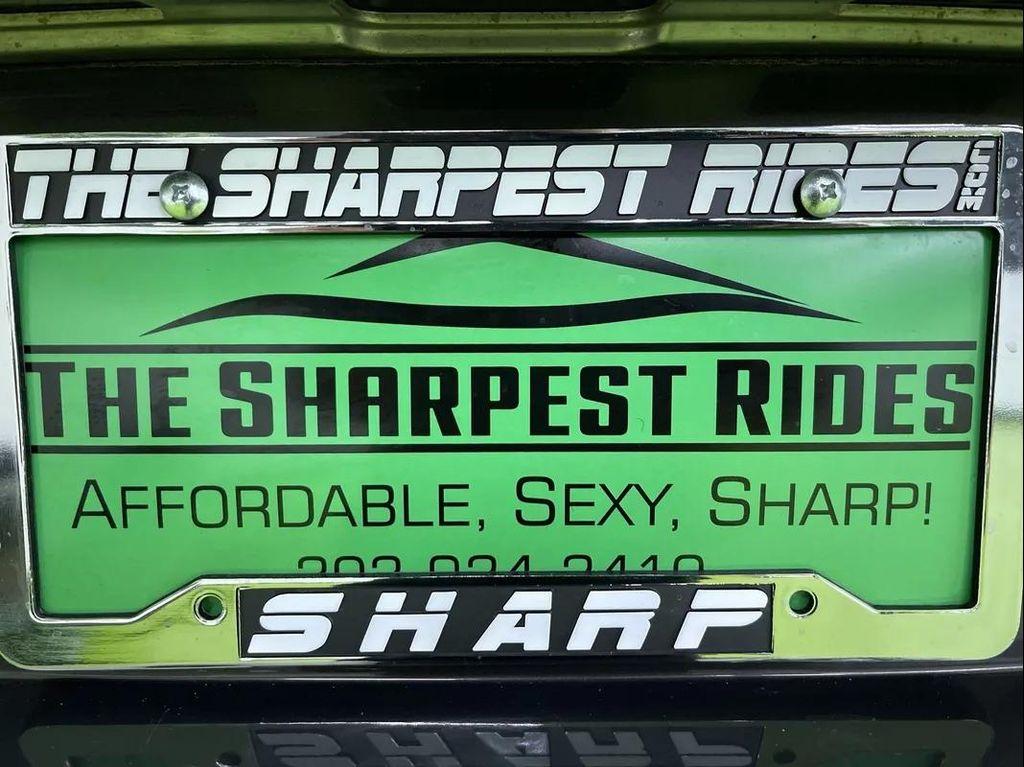 THE SHARPEST RIDES.COM
THE SHARPEST RIDES
AFFORDABLE, SEXY, SHARP!
SHARP